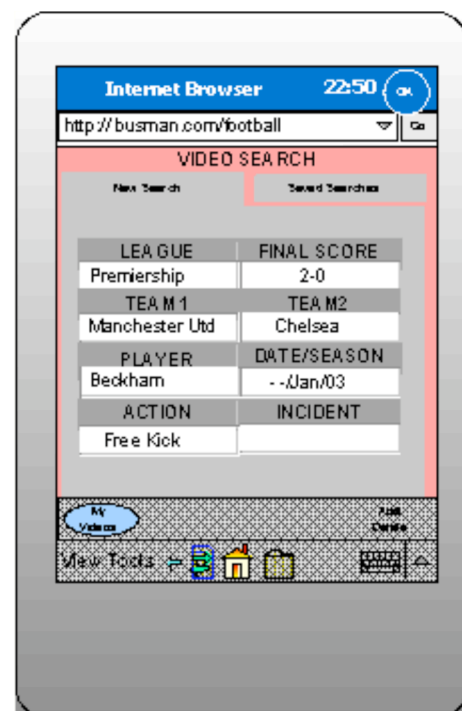 Internet Browser 22:50 OK
http://busman.com/football Go
VIDEO SEARCH
New Search Saved Searches
LEAGUE FINAL SCORE
Premiership 2-0
TEAM1 TEAM2
Manchester Utd Chelsea
PLAYER DATE/SEASON
Beckham --/Jan/03
ACTION INCIDENT
Free Kick
My
Videos
View Tools